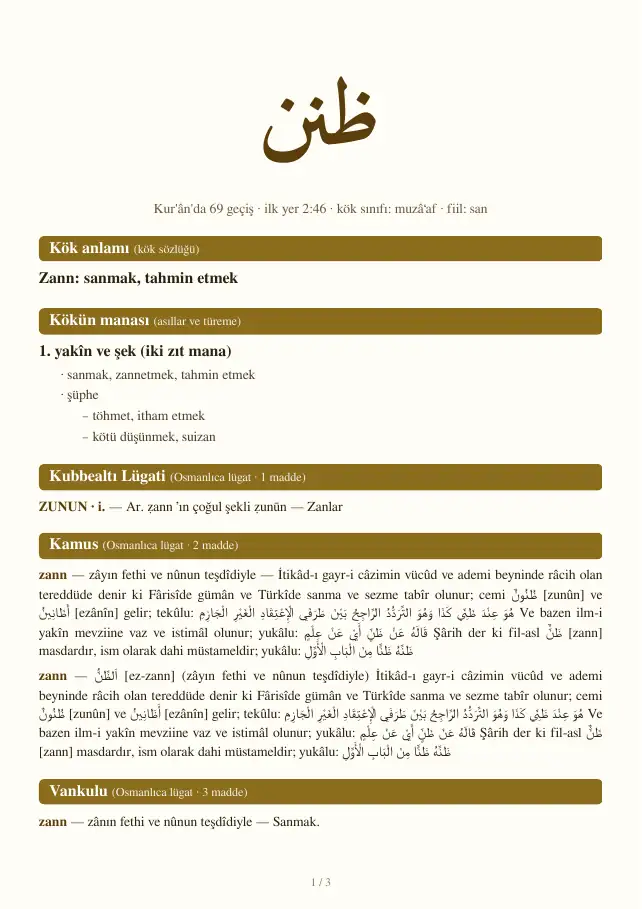 ظنن
Kur'ân'da 69 geçiş · ilk yer 2:46 · kök sınıfı: muzâ‘af · fiil: san
Kök anlamı (kök sözlüğü)
Zann: sanmak, tahmin etmek
Kökün manası (asıllar ve türeme)
1. yakîn ve şek (iki zıt mana)
· sanmak, zannetmek, tahmin etmek
· şüphe
– töhmet, itham etmek
– kötü düşünmek, suizan
Kubbealtı Lügati (Osmanlıca lügat · 1 madde)
ZUNUN · i. — Ar. ẓann ’ın çoğul şekli ẓunūn — Zanlar
Kamus (Osmanlıca lügat · 2 madde)
zann — zâyın fethi ve nûnun teşdîdiyle — İtikâd-ı gayr-i câzimin vücûd ve ademi beyninde râcih olan
tereddüde denir ki Fârisîde gümân ve Türkîde sanma ve sezme tabîr olunur; cemi ظُنُونٌ [zunûn] ve
أَظَانِينُ [ezânîn] gelir; tekûlu: هُوَ عِنْدَ ظَنِّي كَذَا وَهُوَ التَّرَدُّدُ الرَّاجِحُ بَيْنَ طَرَفَيِ الْاِعْتِقَادِ الْغَيْرِ الْجَازِمِ Ve bazen ilm-i
yakîn mevziine vaz ve istimâl olunur; yukâlu: قَالَهُ عَنْ ظَنٍّ أَيْ عَنْ عِلْمٍ Şârih der ki fil-asl ظَنٌّ [zann]
masdardır, ism olarak dahi müstameldir; yukâlu: ظَنَّهُ ظَنًّا مِنَ الْبَابِ الْأَوَّلِ
zann — اَلظَّنُّ [ez-zann] (zâyın fethi ve nûnun teşdîdiyle) İtikâd-ı gayr-i câzimin vücûd ve ademi
beyninde râcih olan tereddüde denir ki Fârisîde gümân ve Türkîde sanma ve sezme tabîr olunur; cemi
ظُنُونٌ [zunûn] ve أَظَانِينُ [ezânîn] gelir; tekûlu: هُوَ عِنْدَ ظَنِّي كَذَا وَهُوَ التَّرَدُّدُ الرَّاجِحُ بَيْنَ طَرَفَيِ الْاِعْتِقَادِ الْغَيْرِ الْجَازِمِ Ve
bazen ilm-i yakîn mevziine vaz ve istimâl olunur; yukâlu: قَالَهُ عَنْ ظَنٍّ أَيْ عَنْ عِلْمٍ Şârih der ki fil-asl ظَنٌّ
[zann] masdardır, ism olarak dahi müstameldir; yukâlu: ظَنَّهُ ظَنًّا مِنَ الْبَابِ الْأَوَّلِ
Vankulu (Osmanlıca lügat · 3 madde)
zann — zânın fethi ve nûnun teşdîdiyle — Sanmak.
1 / 3